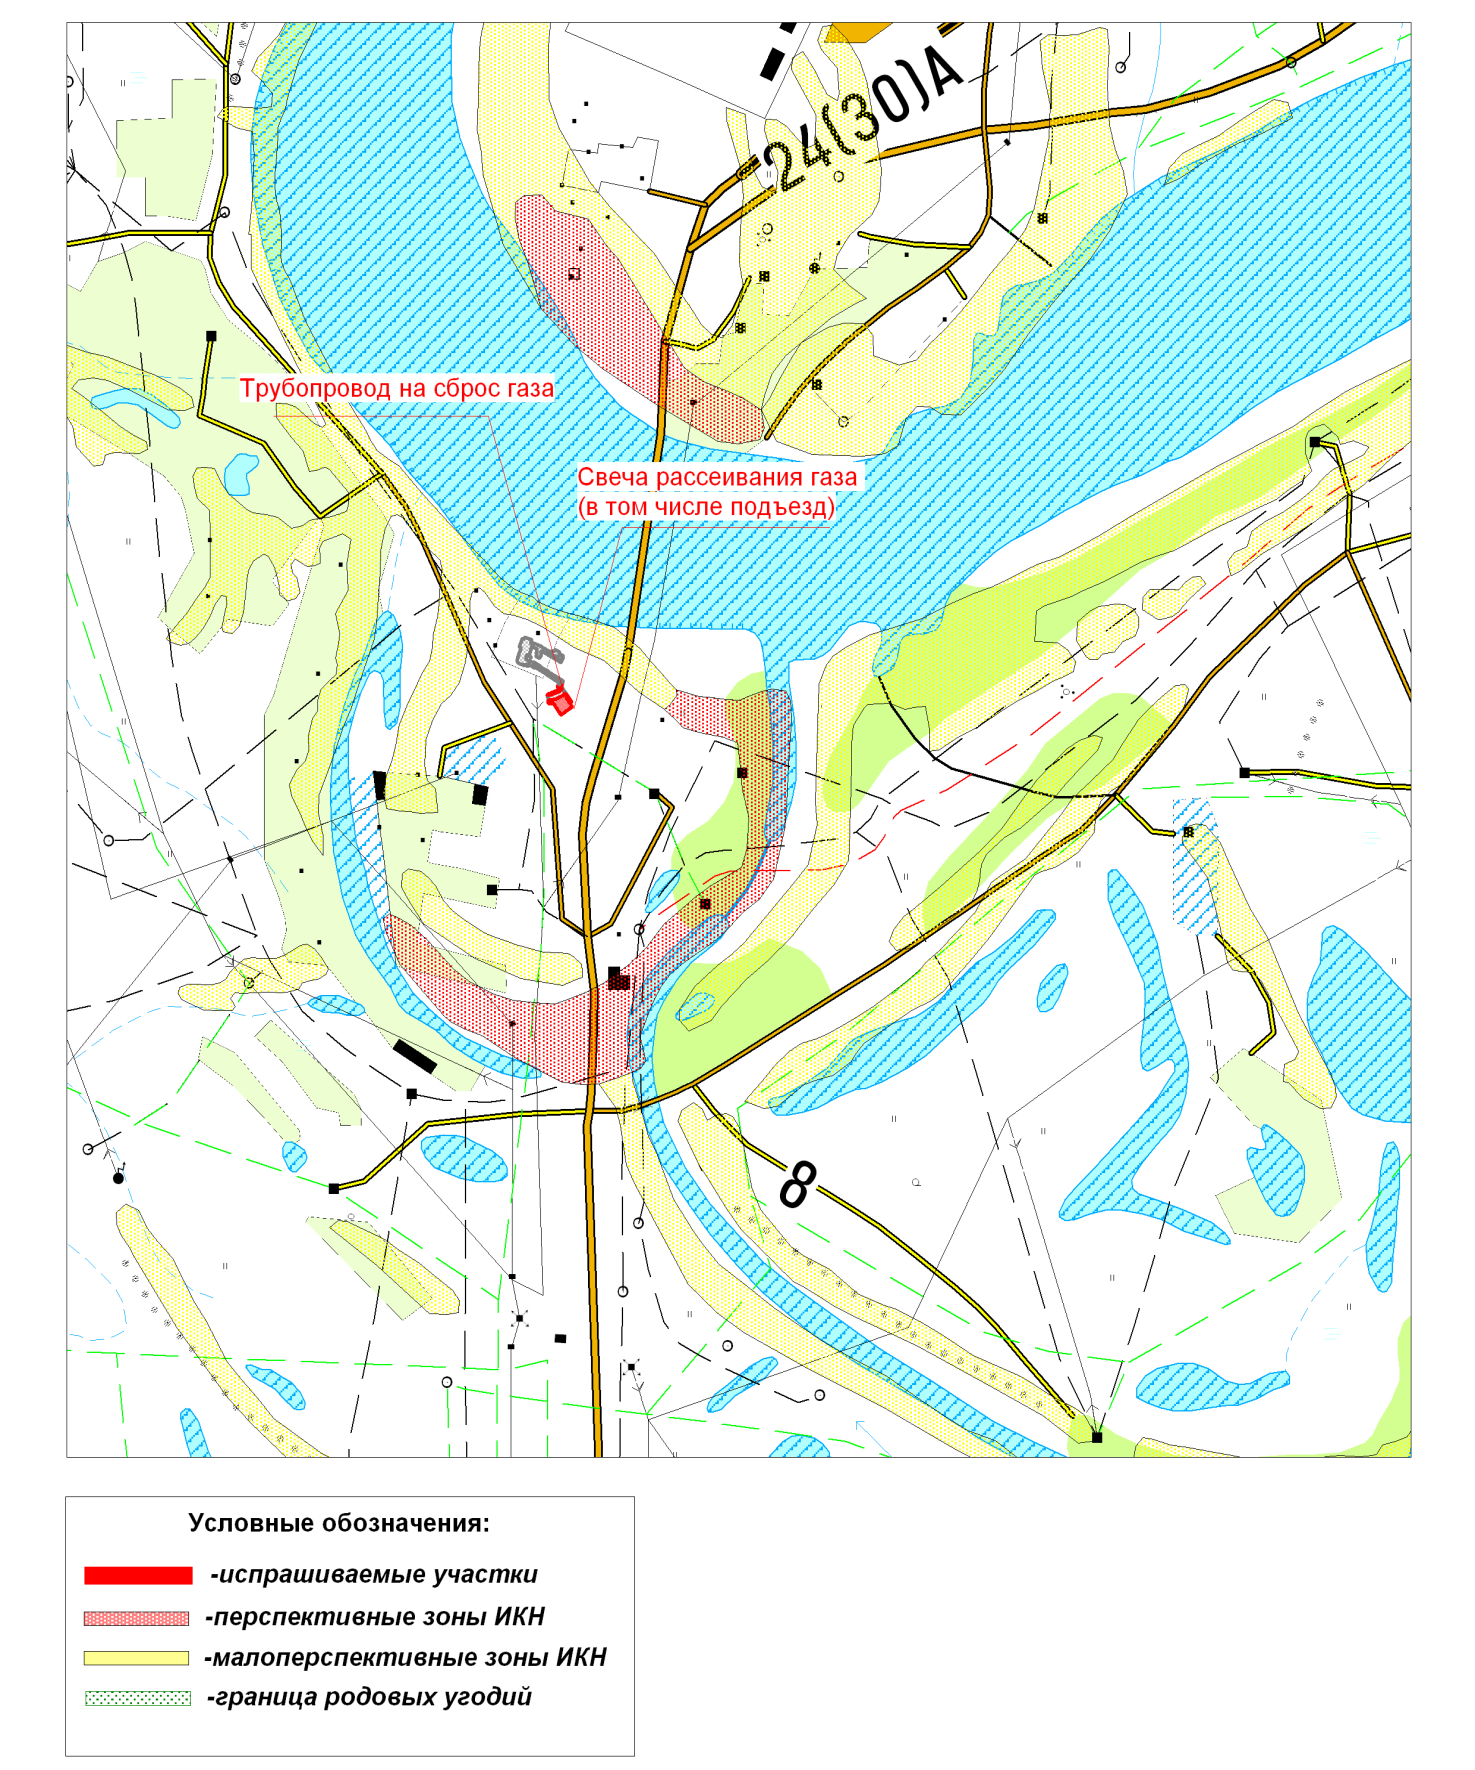 24(30)А
Трубопровод на сброс газа
Свеча рассеивания газа
(в том числе подъезд)
8
Условные обозначения:
-испрашиваемые участки
-перспективные зоны ИКН
-малоперспективные зоны ИКН
-граница родовых угодий